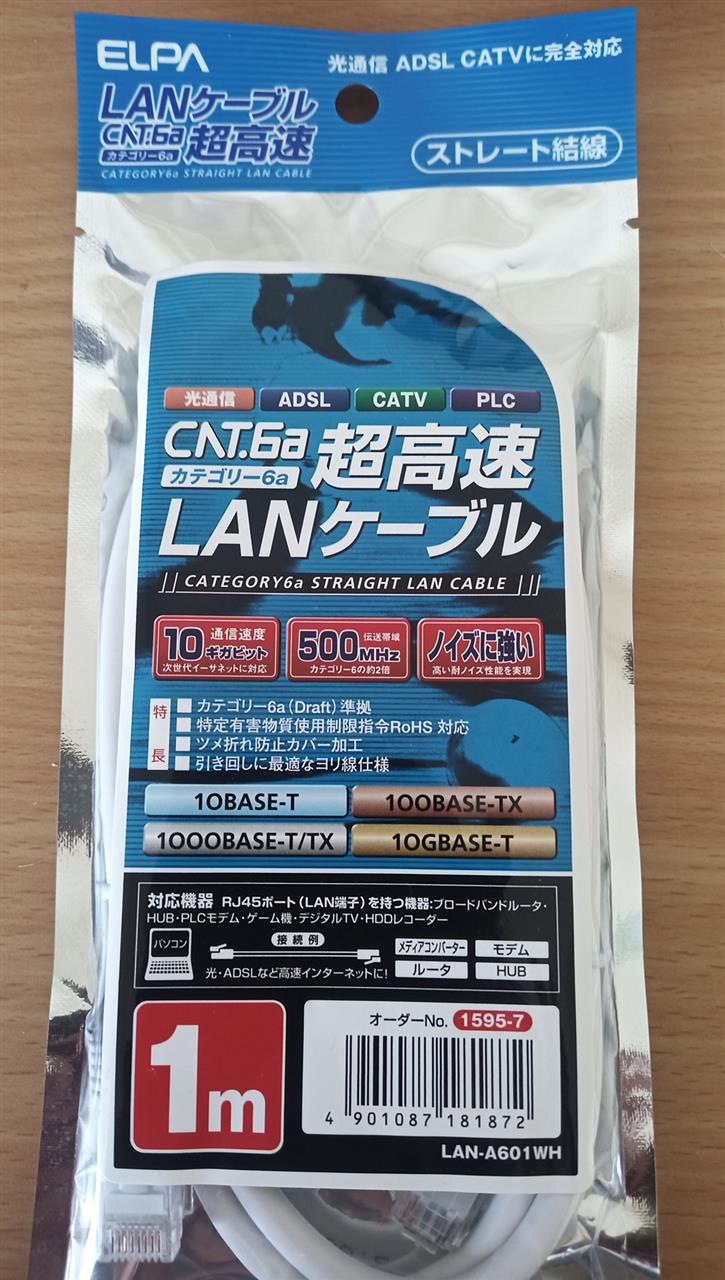 ELPA
光通信 ADSL CATVに完全対応
LANケーブル
CAT.6a
カテゴリー6a
超高速
CATEGORY6a STRAIGHT LAN CABLE
ストレート結線
光通信 ADSL CATV PLC
CAT.6a
カテゴリー6a
超高速
LANケーブル
CATEGORY6a STRAIGHT LAN CABLE
10 通信速度 ギガビット
次世代イーサネットに対応
500 伝送帯域 MHz
カテゴリー6の約2倍
ノイズに強い
高い耐ノイズ性能を実現
特長
■ カテゴリー6a(Draft)準拠
■ 特定有害物質使用制限指令RoHS 対応
■ ツメ折れ防止カバー加工
■ 引き回しに最適なヨリ線仕様
10BASE-T 100BASE-TX
1000BASE-T/TX 10GBASE-T
対応機器 RJ45ポート(LAN端子)を持つ機器:ブロードバンドルータ・
HUB・PLCモデム・ゲーム機・デジタルTV・HDDレコーダー
パソコン
接続例
メディアコンバーター モデム
ルータ HUB
光・ADSLなど高速インターネットに!
1m
オーダーNo. 1595-7
4 901087 181872
LAN-A601WH